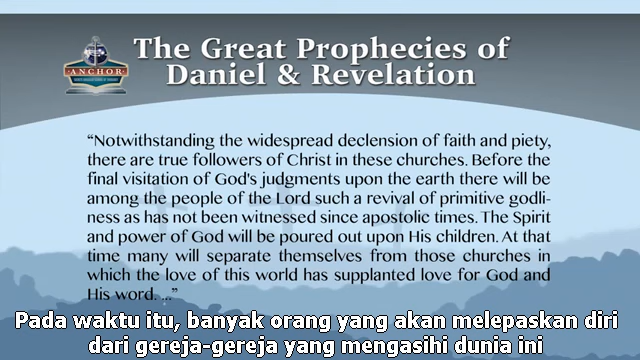 The Great Prophecies of
Daniel & Revelation
ANCHOR
“Notwithstanding the widespread declension of faith and piety,
there are true followers of Christ in these churches. Before the
final visitation of God's judgments upon the earth there will be
among the people of the Lord such a revival of primitive godli-
ness as has not been witnessed since apostolic times. The Spirit
and power of God will be poured out upon His children. At that
time many will separate themselves from those churches in
which the love of this world has supplanted love for God and
His word. ...”
Pada waktu itu, banyak orang yang akan melepaskan diri
dari gereja-gereja yang mengasihi dunia ini